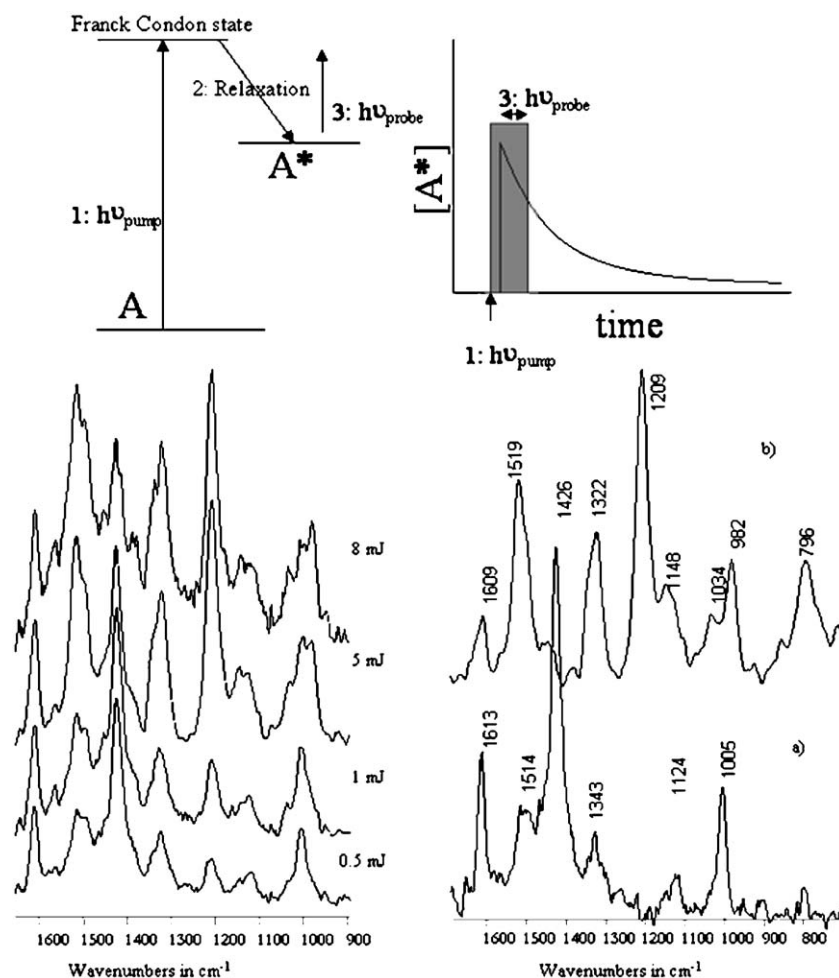 Franck Condon state
2: Relaxation
3: hυprobe
A*
1: hυpump
A
3: hυprobe
[A*]
time
1: hυpump
8 mJ
5 mJ
1 mJ
0.5 mJ
1600 1500 1400 1300 1200 1100 1000 900
Wavenumbers in cm-1
b)
1609
1519
1426
1322
1209
1148
1034
982
796
a)
1613
1514
1343
1124
1005
1600 1500 1400 1300 1200 1100 1000 900 800
Wavenumbers in cm-1